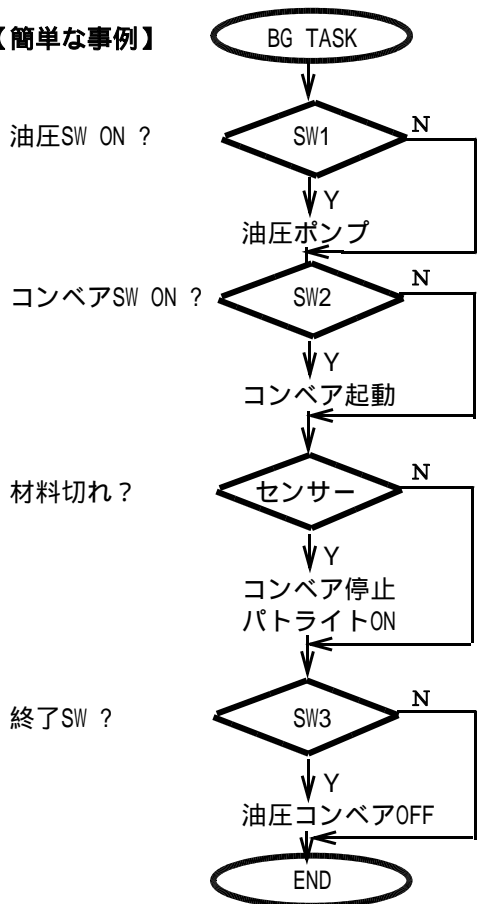 【簡単な事例】
BG TASK
油圧SW ON ?
SW1
N
Y
油圧ポンプ
コンベアSW ON ?
SW2
N
Y
コンベア起動
材料切れ？
センサー
N
Y
コンベア停止
パトライトON
終了SW ?
SW3
N
Y
油圧コンベアOFF
END